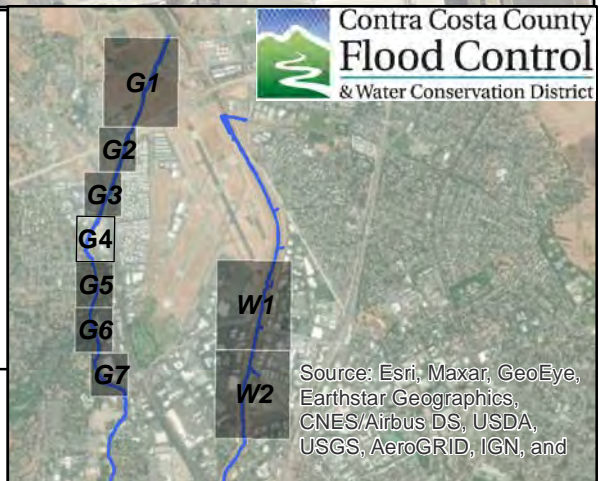 Contra Costa County
Flood Control
& Water Conservation District
G1
G2
G3
G4
G5
G6
G7
W1
W2
Source: Esri, Maxar, GeoEye,
Earthstar Geographics,
CNES/Airbus DS, USDA,
USGS, AeroGRID, IGN, and